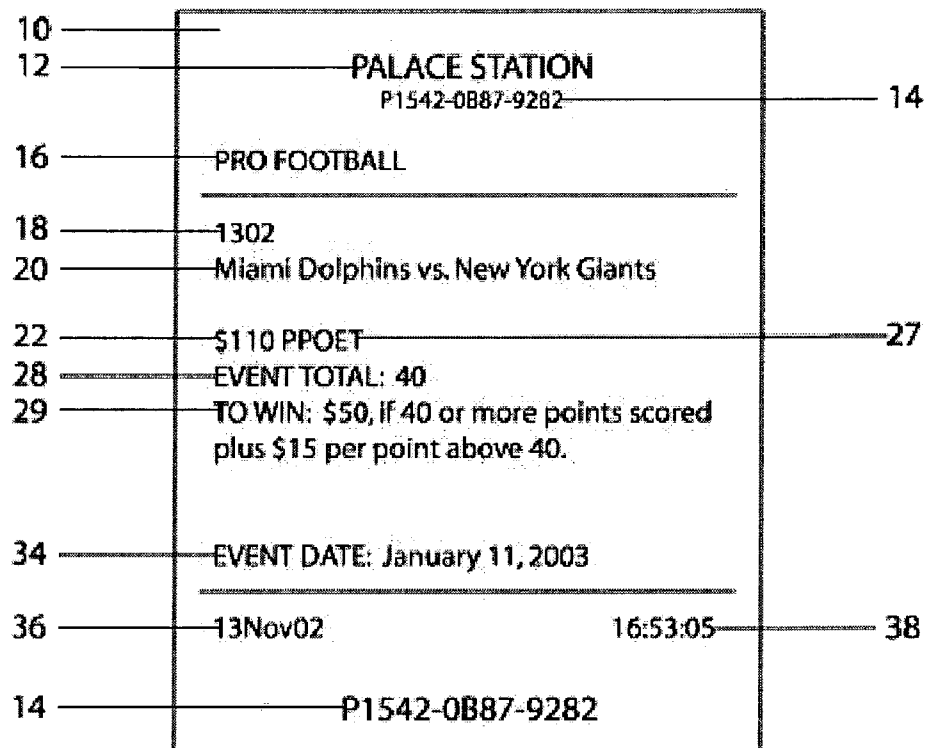 10
12 PALACE STATION
P1542-0B87-9282 14
16 PRO FOOTBALL
18 1302
20 Miami Dolphins vs. New York Giants
22 $110 PPOET 27
28 EVENT TOTAL: 40
29 TO WIN: $50, if 40 or more points scored
plus $15 per point above 40.
34 EVENT DATE: January 11, 2003
36 13Nov02 16:53:05 38
14 P1542-0B87-9282